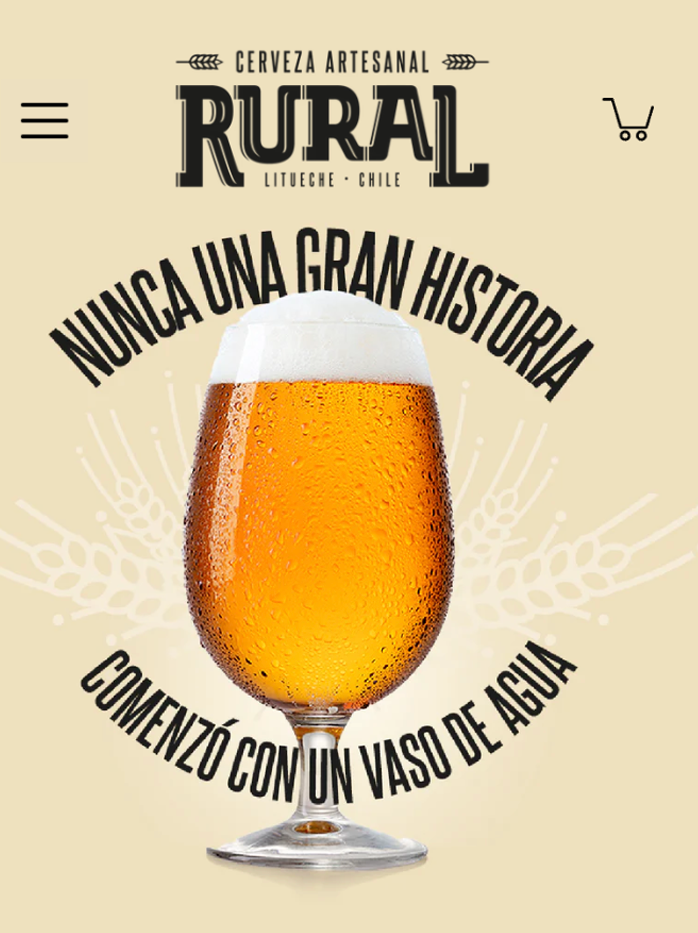 CERVEZA ARTESANAL
RURAL
LITUECHE · CHILE
NUNCA UNA GRAN HISTORIA
COMENZÓ CON UN VASO DE AGUA